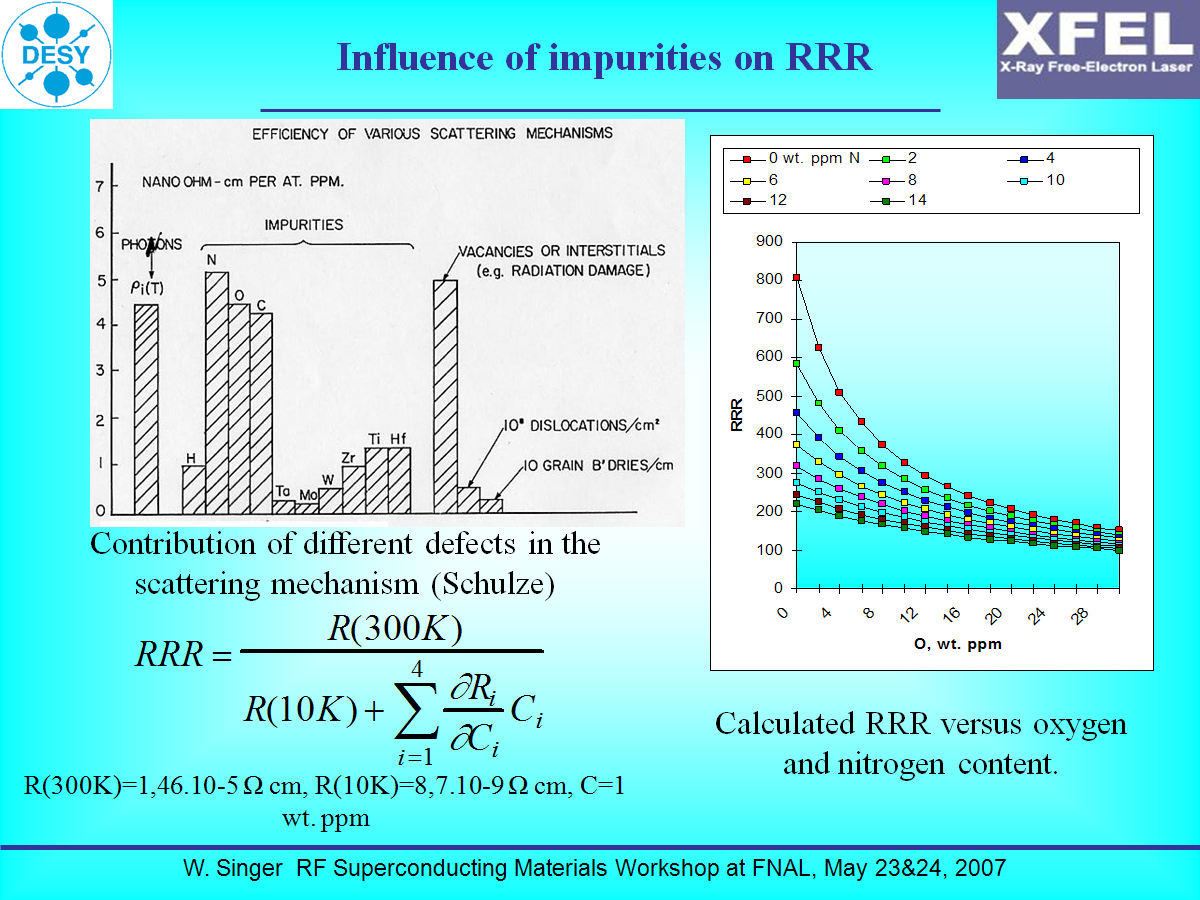 DESY
Influence of impurities on RRR
XFEL
X-Ray Free-Electron Laser
EFFICIENCY OF VARIOUS SCATTERING MECHANISMS
NANO OHM-cm PER AT. PPM.
7
6
5
4
3
2
1
0
PHOTONS
ρi(T)
IMPURITIES
H
N
O
C
Ta
Mo
W
Zr
Ti
Hf
VACANCIES OR INTERSTITIALS
(e.g. RADIATION DAMAGE)
DISLOCATIONS/cm²
10 GRAIN B'DRIES/cm
Contribution of different defects in the
scattering mechanism (Schulze)
RRR = R(300K) / (R(10K) + ∑ i=1 4 ∂Ri/∂Ci Ci)
R(300K)=1,46.10-5 Ω cm, R(10K)=8,7.10-9 Ω cm, C=1
wt. ppm
0 wt. ppm N 2 4
6 8 10
12 14
900
800
700
600
500
400
300
200
100
0
RRR
0 4 8 12 16 20 24 28
O, wt. ppm
Calculated RRR versus oxygen
and nitrogen content.
W. Singer RF Superconducting Materials Workshop at FNAL, May 23&24, 2007